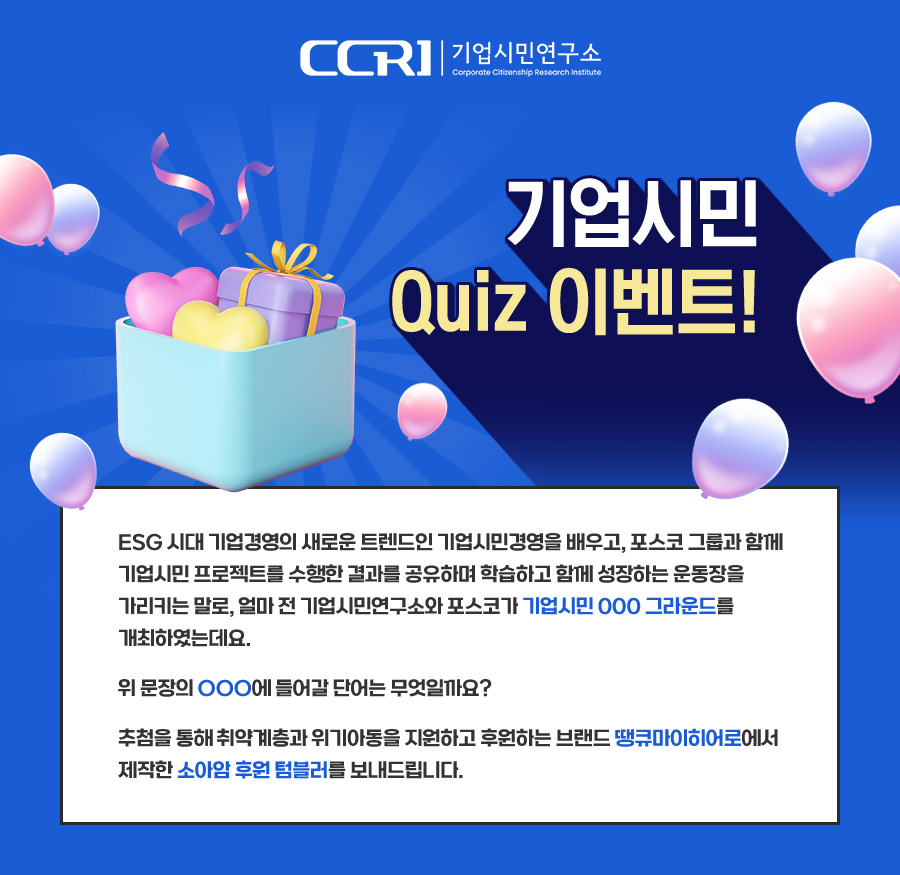 CCRI 기업시민연구소
Corporate Citizenship Research Institute
기업시민
Quiz 이벤트!
ESG 시대 기업경영의 새로운 트렌드인 기업시민경영을 배우고, 포스코 그룹과 함께
기업시민 프로젝트를 수행한 결과를 공유하며 학습하고 함께 성장하는 운동장을
가리키는 말로, 얼마 전 기업시민연구소와 포스코가 기업시민 OOO 그라운드를
개최하였는데요.
위 문장의 OOO에 들어갈 단어는 무엇일까요?
추첨을 통해 취약계층과 위기아동을 지원하고 후원하는 브랜드 땡큐마이히어로에서
제작한 소아암 후원 텀블러를 보내드립니다.